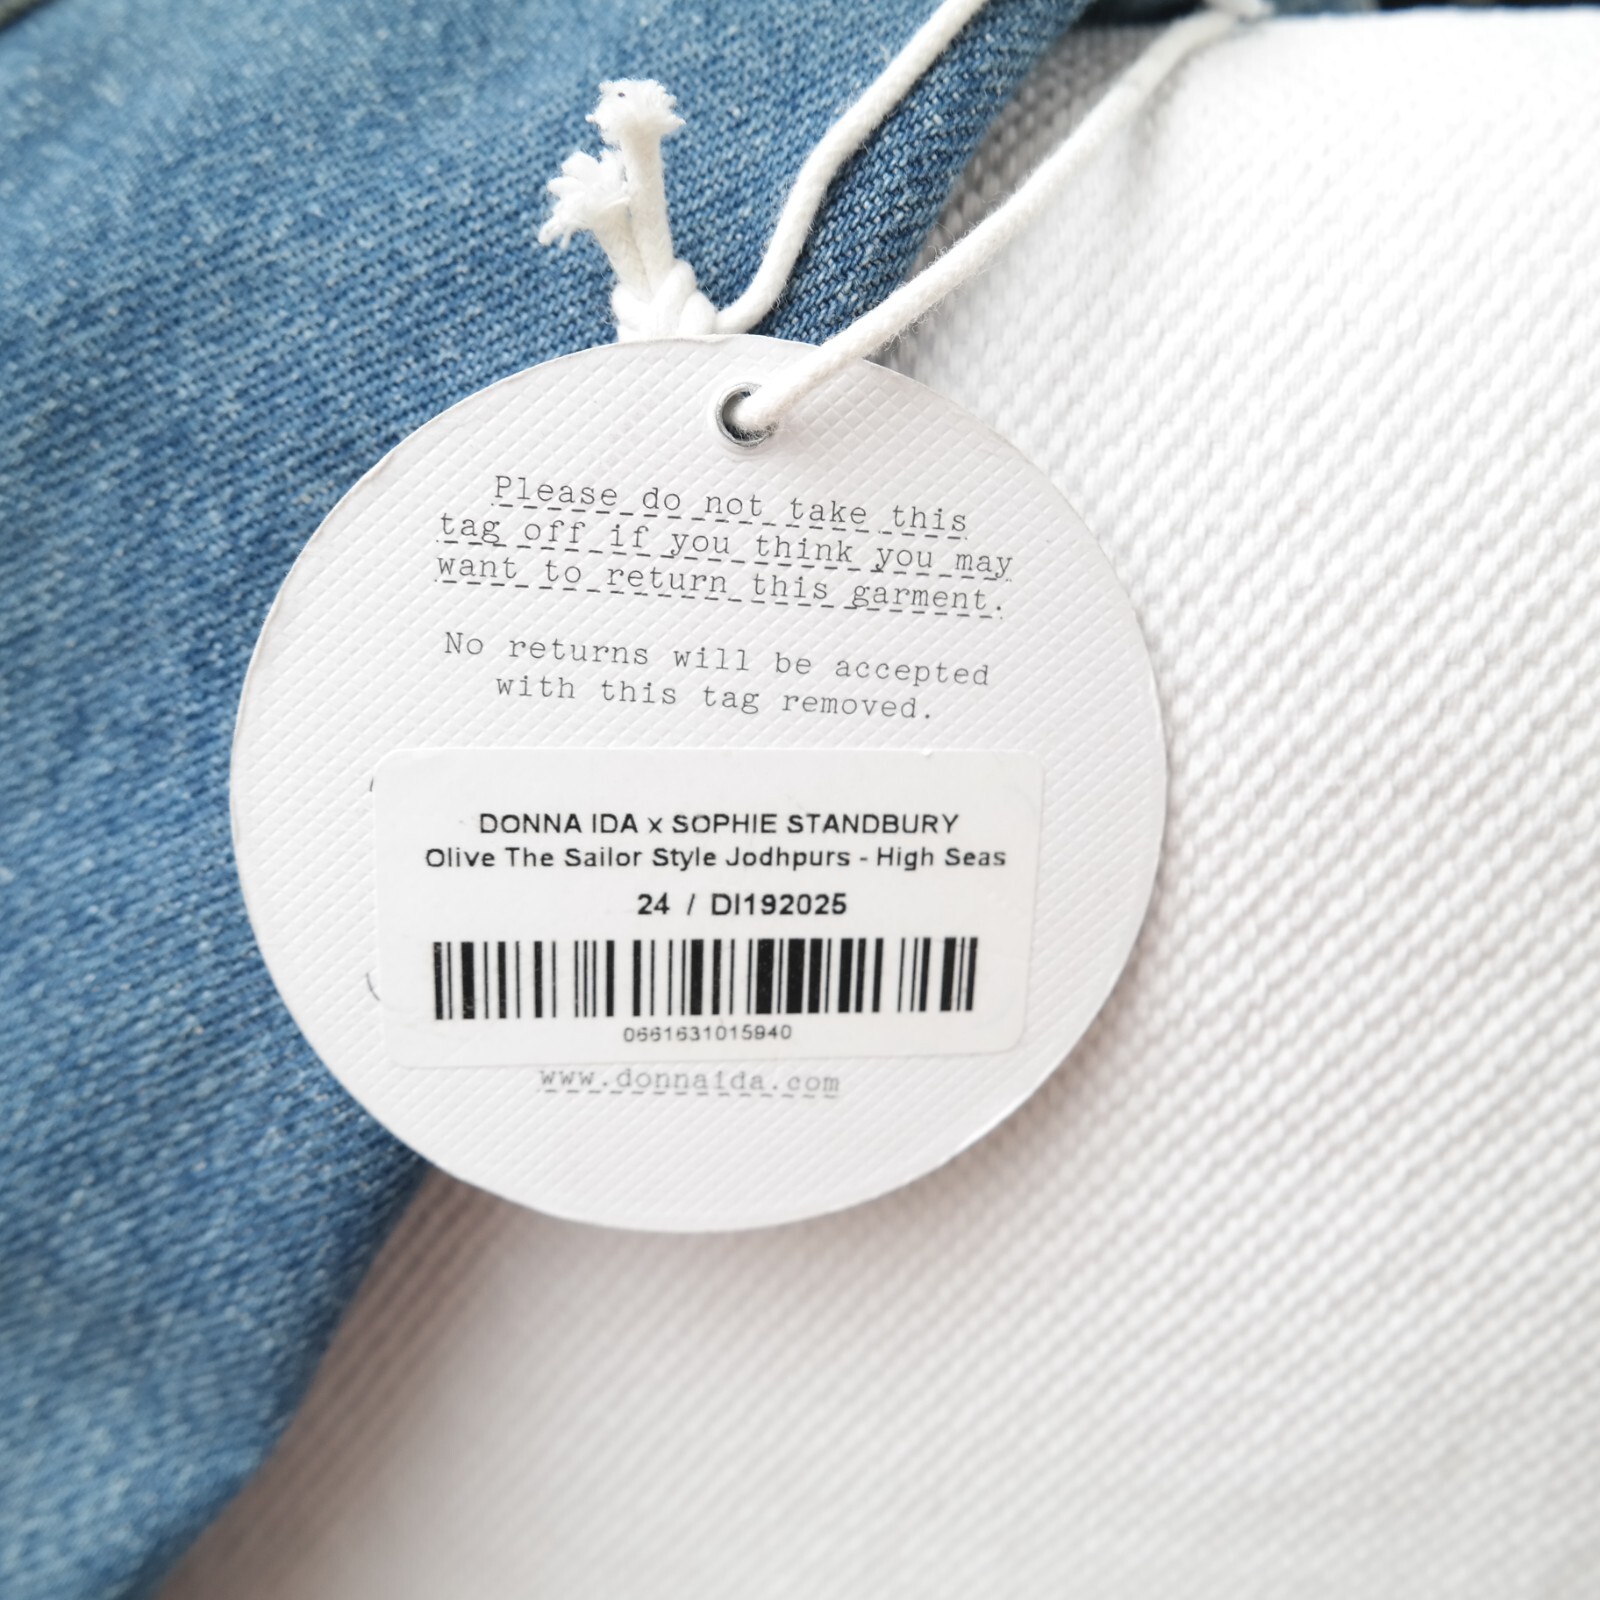 Please do not take this
tag off if you think you may
want to return this garment.
No returns will be accepted
with this tag removed.
DONNA IDA x SOPHIE STANDBURY
Olive The Sailor Style Jodhpurs - High Seas
24 / DI192025
0661631015940
www.donnaida.com